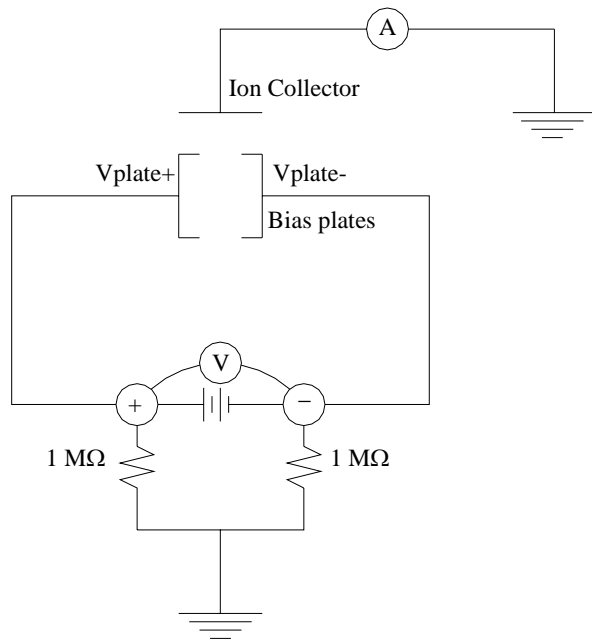 A
Ion Collector
Vplate+ Vplate-
Bias plates
V
+ −
1 MΩ 1 MΩ